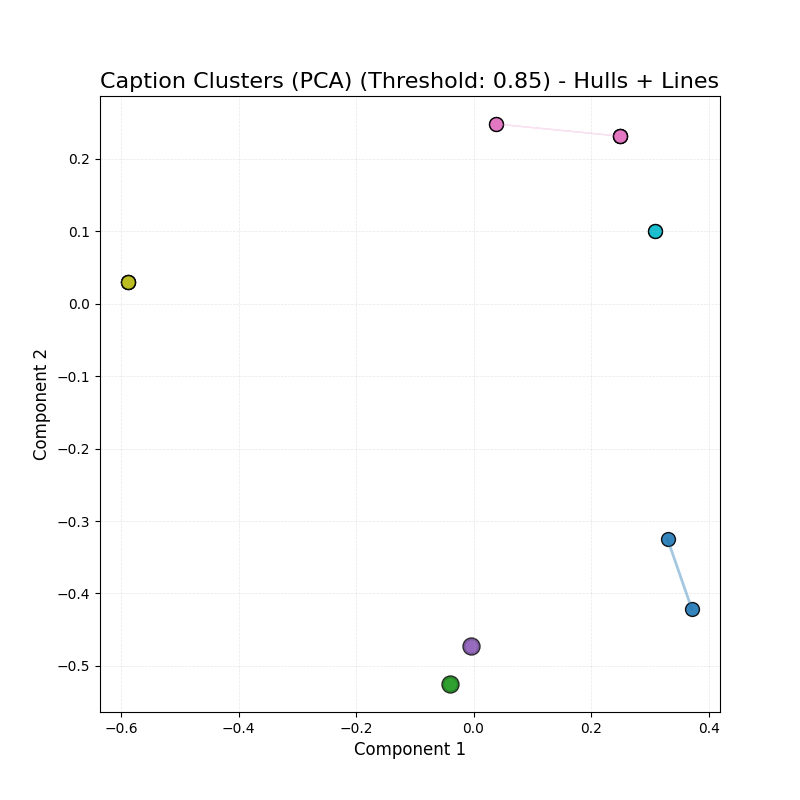 Caption Clusters (PCA) (Threshold: 0.85) - Hulls + Lines
0.2
0.1
0.0
−0.1
−0.2
−0.3
−0.4
−0.5
Component 2
−0.6 −0.4 −0.2 0.0 0.2 0.4
Component 1